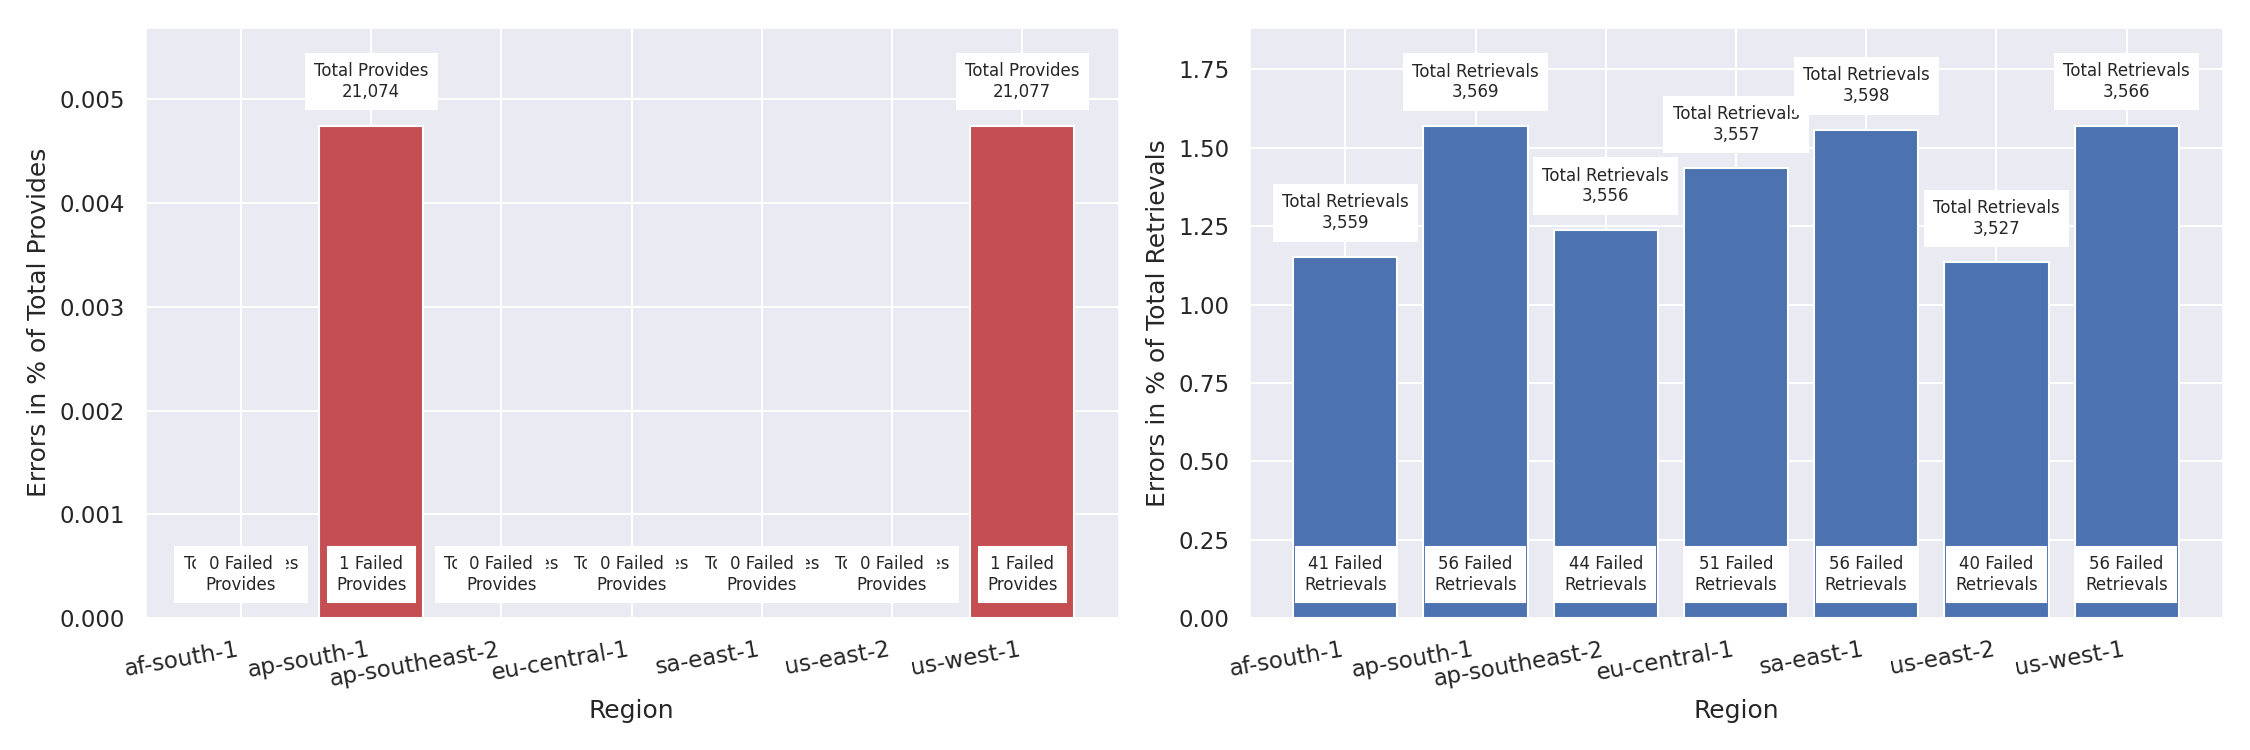 Errors in % of Total Provides
0.005
0.004
0.003
0.002
0.001
0.000
Total Provides
21,074
Total Provides
21,077
0 Failed
Provides
1 Failed
Provides
0 Failed
Provides
0 Failed
Provides
0 Failed
Provides
0 Failed
Provides
1 Failed
Provides
af-south-1
ap-south-1
ap-southeast-2
eu-central-1
sa-east-1
us-east-2
us-west-1
Region
Errors in % of Total Retrievals
1.75
1.50
1.25
1.00
0.75
0.50
0.25
0.00
Total Retrievals
3,559
Total Retrievals
3,569
Total Retrievals
3,556
Total Retrievals
3,557
Total Retrievals
3,598
Total Retrievals
3,527
Total Retrievals
3,566
41 Failed
Retrievals
56 Failed
Retrievals
44 Failed
Retrievals
51 Failed
Retrievals
56 Failed
Retrievals
40 Failed
Retrievals
56 Failed
Retrievals
af-south-1
ap-south-1
ap-southeast-2
eu-central-1
sa-east-1
us-east-2
us-west-1
Region